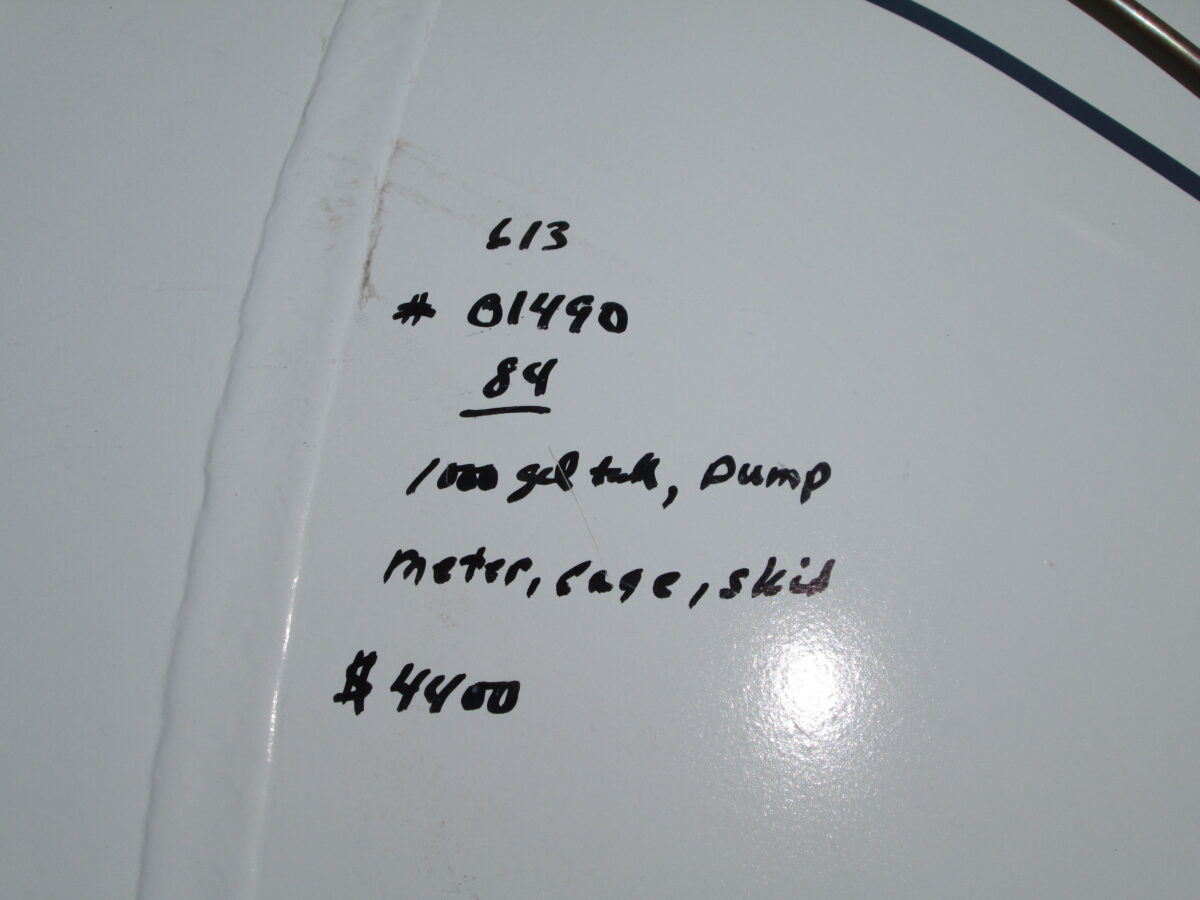 613
# 01490
84
1000 gal tank, pump
meter, cage, skid
$ 4400